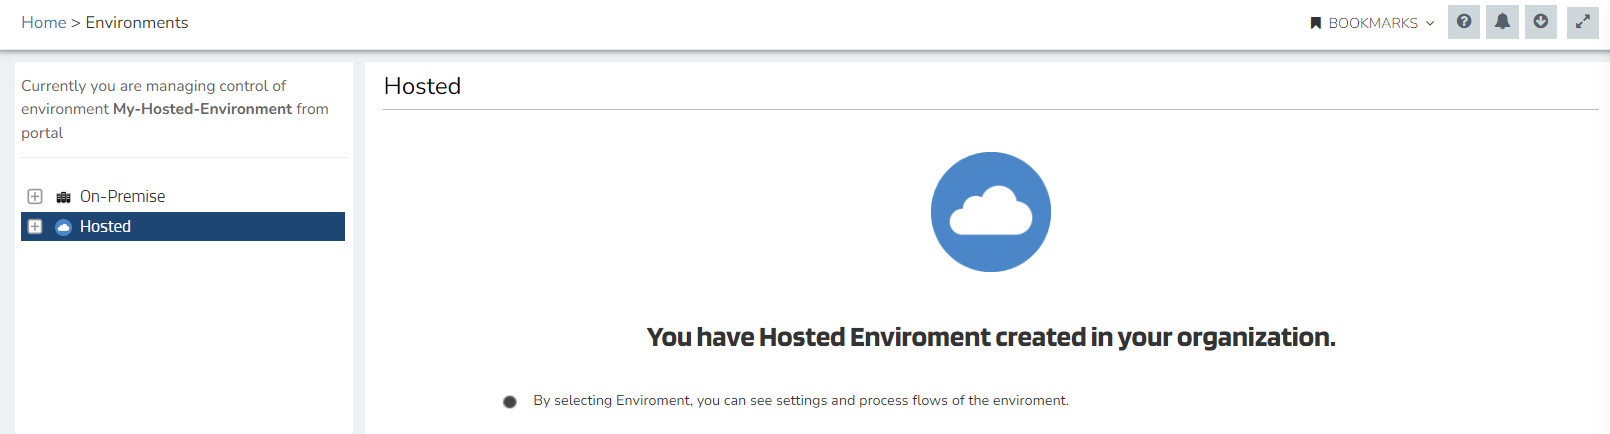 Home > Environments
BOOKMARKS
Currently you are managing control of
environment My-Hosted-Environment from
portal
On-Premise
Hosted
Hosted
You have Hosted Enviroment created in your organization.
By selecting Enviroment, you can see settings and process flows of the enviroment.